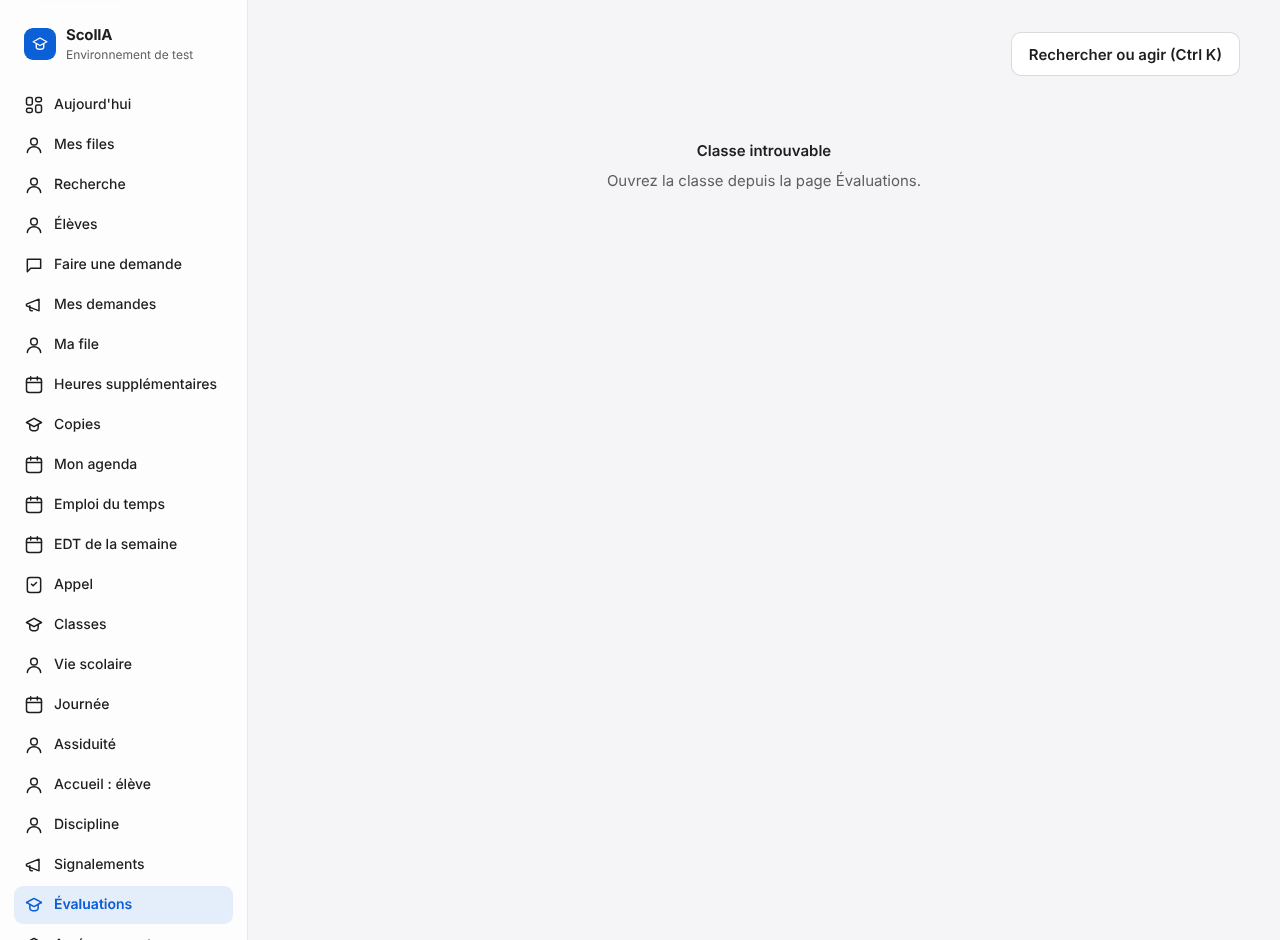 ScolIA
Environnement de test
Rechercher ou agir (Ctrl K)
Aujourd'hui
Mes files
Recherche
Élèves
Faire une demande
Mes demandes
Ma file
Heures supplémentaires
Copies
Mon agenda
Emploi du temps
EDT de la semaine
Appel
Classes
Vie scolaire
Journée
Assiduité
Accueil : élève
Discipline
Signalements
Évaluations
Classe introuvable
Ouvrez la classe depuis la page Évaluations.